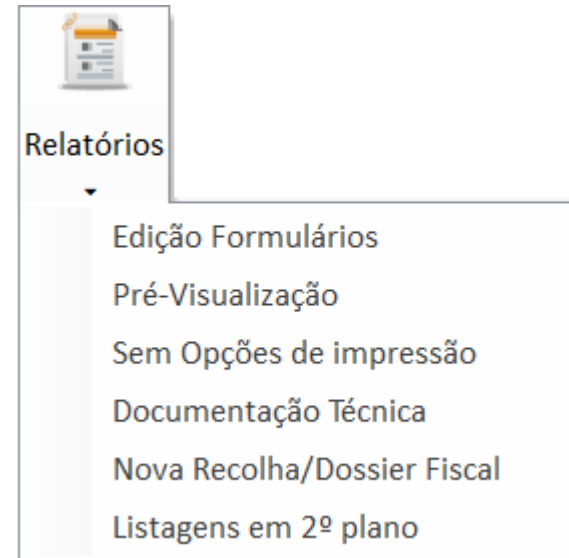 Relatórios
Edição Formulários
Pré-Visualização
Sem Opções de impressão
Documentação Técnica
Nova Recolha/Dossier Fiscal
Listagens em 2º plano